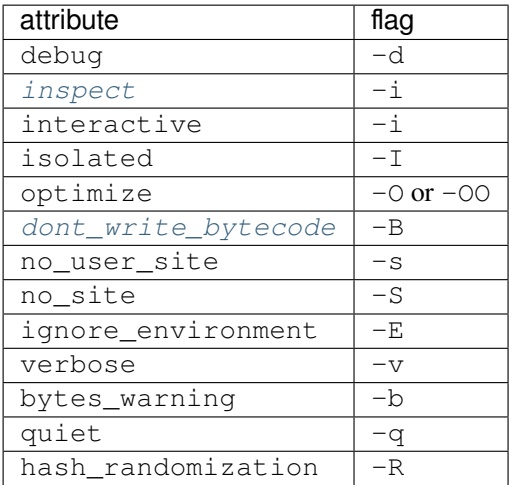 attribute flag
debug -d
inspect -i
interactive -i
isolated -I
optimize -O or -OO
dont_write_bytecode -B
no_user_site -s
no_site -S
ignore_environment -E
verbose -v
bytes_warning -b
quiet -q
hash_randomization -R